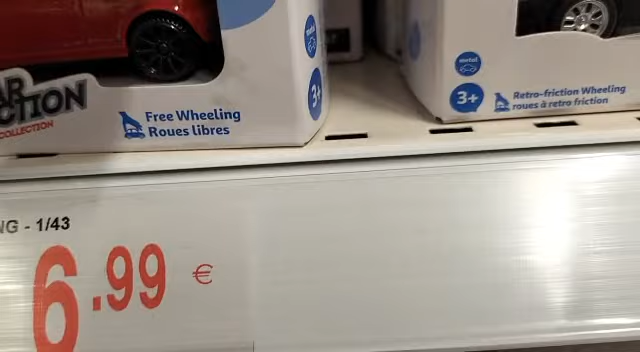 CTION
COLLECTION
Free Wheeling
Roues libres
metal
3+
metal
3+
Retro-friction Wheeling
roues à retro friction
NG - 1/43
6.99 €